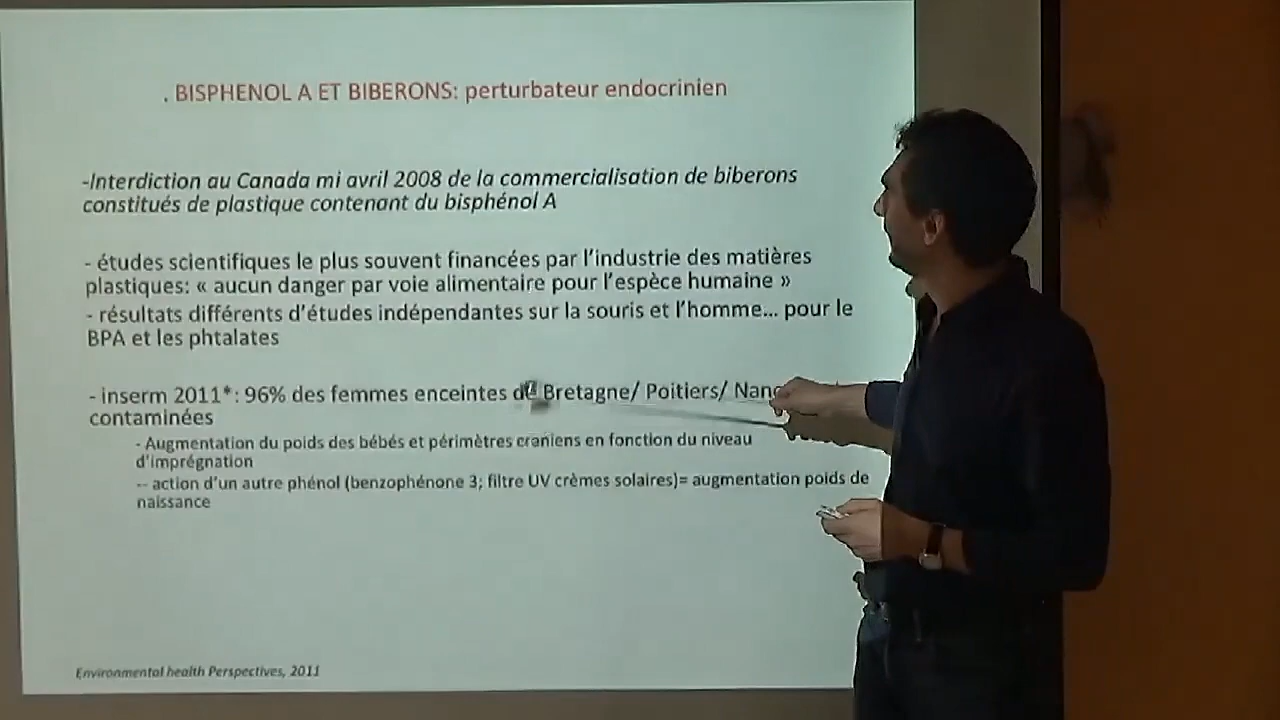 . BISPHENOL A ET BIBERONS: perturbateur endocrinien
-Interdiction au Canada mi avril 2008 de la commercialisation de biberons
constitués de plastique contenant du bisphénol A
- études scientifiques le plus souvent financées par l'industrie des matières
plastiques: « aucun danger par voie alimentaire pour l'espèce humaine »
- résultats différents d'études indépendantes sur la souris et l'homme... pour le
BPA et les phtalates
- inserm 2011*: 96% des femmes enceintes de Bretagne/ Poitiers/
contaminées
- Augmentation du poids des bébés et périmètres craniens en fonction du niveau
d'imprégnation
-- action d'un autre phénol (benzophénone 3; filtre UV crèmes solaires)= augmentation poids de
naissance
Environmental health Perspectives, 2011